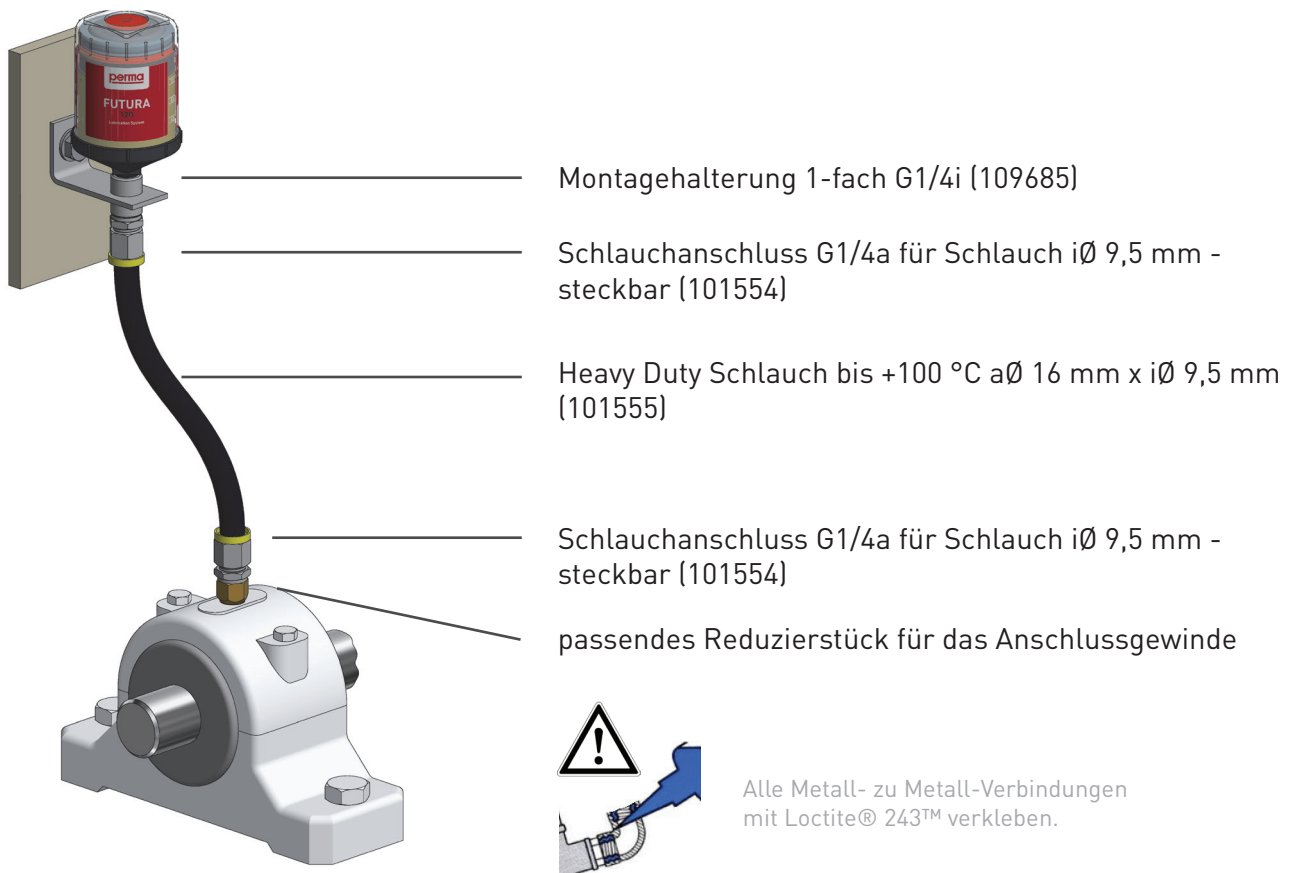 perma
FUTURA
Montagehalterung 1-fach G1/4i (109685)
Schlauchanschluss G1/4a für Schlauch iØ 9,5 mm -
steckbar (101554)
Heavy Duty Schlauch bis +100 °C aØ 16 mm x iØ 9,5 mm
(101555)
Schlauchanschluss G1/4a für Schlauch iØ 9,5 mm -
steckbar (101554)
passendes Reduzierstück für das Anschlussgewinde
Alle Metall- zu Metall-Verbindungen
mit Loctite® 243™ verkleben.